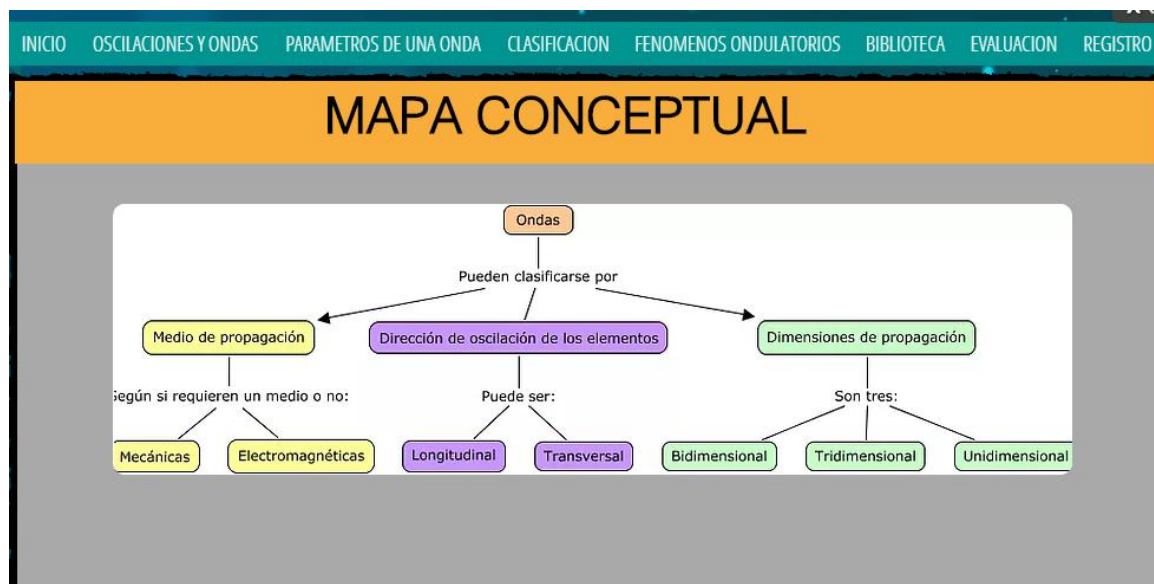 INICIO OSCILACIONES Y ONDAS PARAMETROS DE UNA ONDA CLASIFICACION FENOMENOS ONDULATORIOS BIBLIOTECA EVALUACION REGISTRO
MAPA CONCEPTUAL
Ondas
Pueden clasificarse por
Medio de propagación Dirección de oscilación de los elementos Dimensiones de propagación
Según si requieren un medio o no: Puede ser: Son tres:
Mecánicas Electromagnéticas Longitudinal Transversal Bidimensional Tridimensional Unidimensional